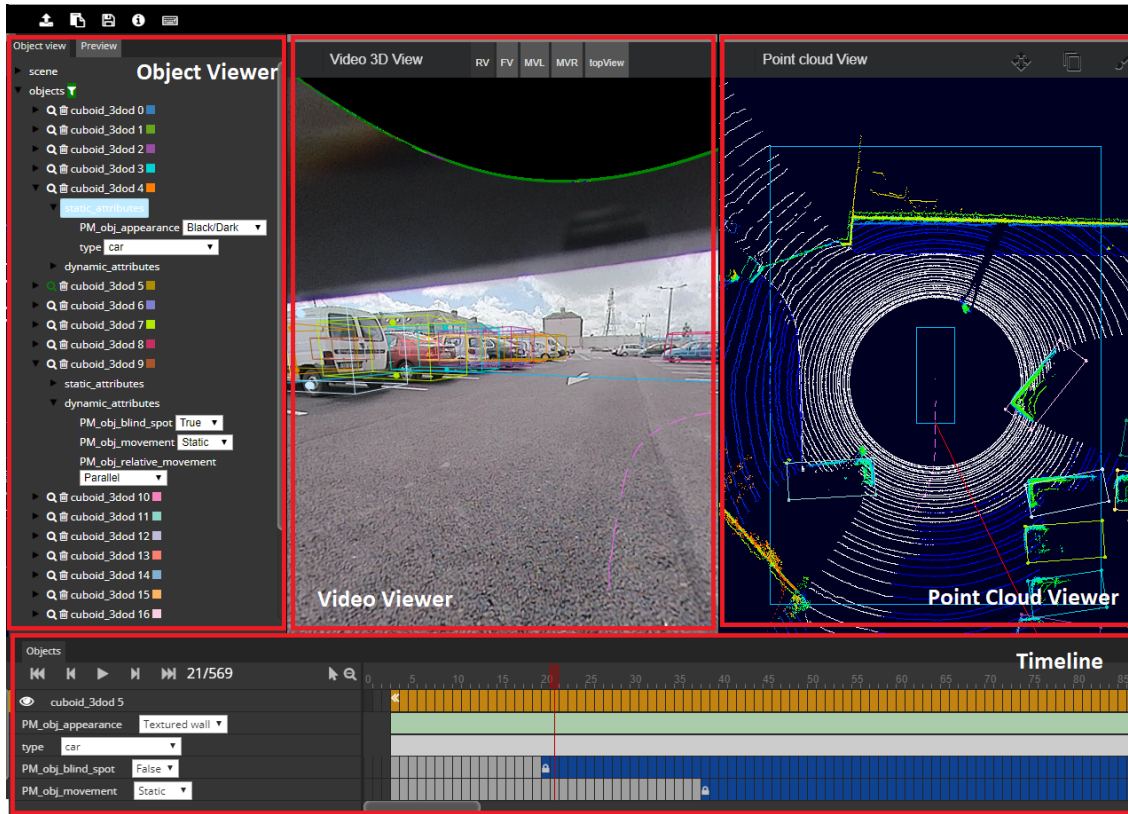 Object view Preview
Object Viewer
scene
objects
cuboid_3dod 0
cuboid_3dod 1
cuboid_3dod 2
cuboid_3dod 3
cuboid_3dod 4
static_attributes
PM_obj_appearance Black/Dark
type car
dynamic_attributes
cuboid_3dod 5
cuboid_3dod 6
cuboid_3dod 7
cuboid_3dod 8
cuboid_3dod 9
static_attributes
dynamic_attributes
PM_obj_blind_spot True
PM_obj_movement Static
PM_obj_relative_movement
Parallel
cuboid_3dod 10
cuboid_3dod 11
cuboid_3dod 12
cuboid_3dod 13
cuboid_3dod 14
cuboid_3dod 15
cuboid_3dod 16
Video 3D View RV FV MVL MVR topView
Video Viewer
Point cloud View
Point Cloud Viewer
Objects
Timeline
21/569
0 5 10 15 20 25 30 35 40 45 50 55 60 65 70 75 80 85
cuboid_3dod 5
PM_obj_appearance Textured wall
type car
PM_obj_blind_spot False
PM_obj_movement Static